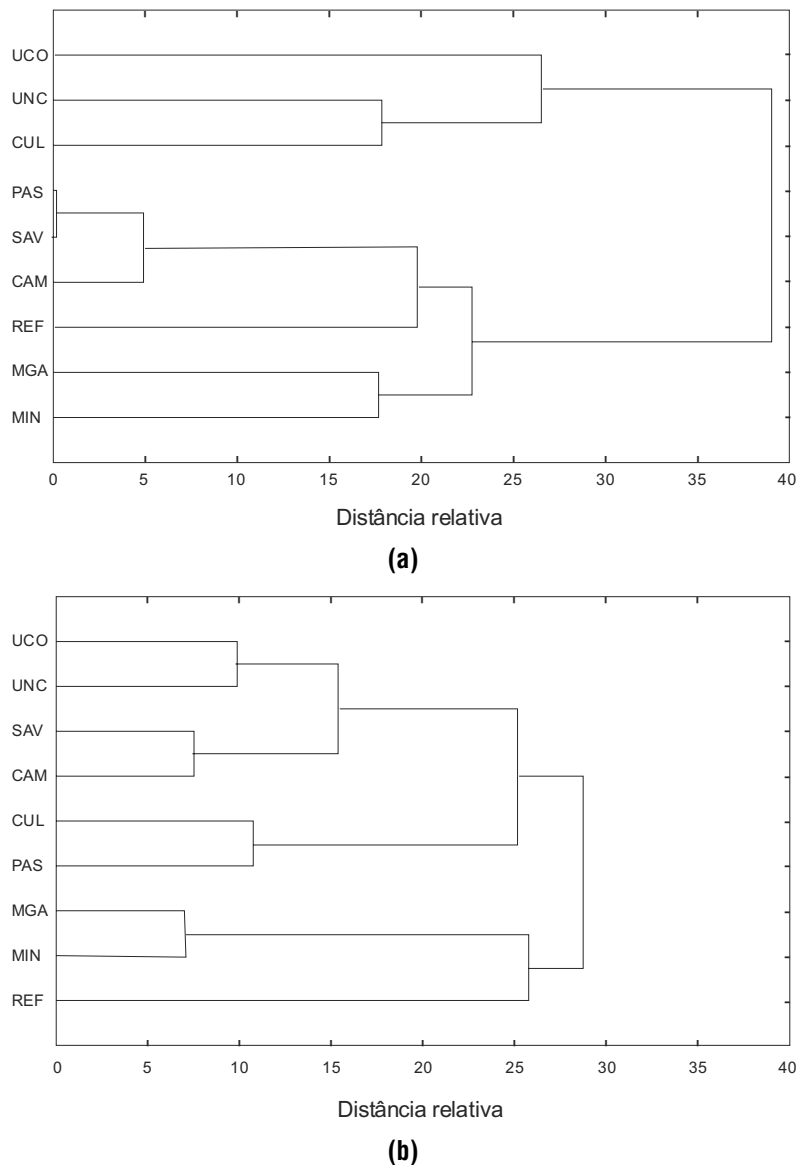 UCO
UNC
CUL
PAS
SAV
CAM
REF
MGA
MIN
0 5 10 15 20 25 30 35 40
Distância relativa
(a)
UCO
UNC
SAV
CAM
CUL
PAS
MGA
MIN
REF
0 5 10 15 20 25 30 35 40
Distância relativa
(b)